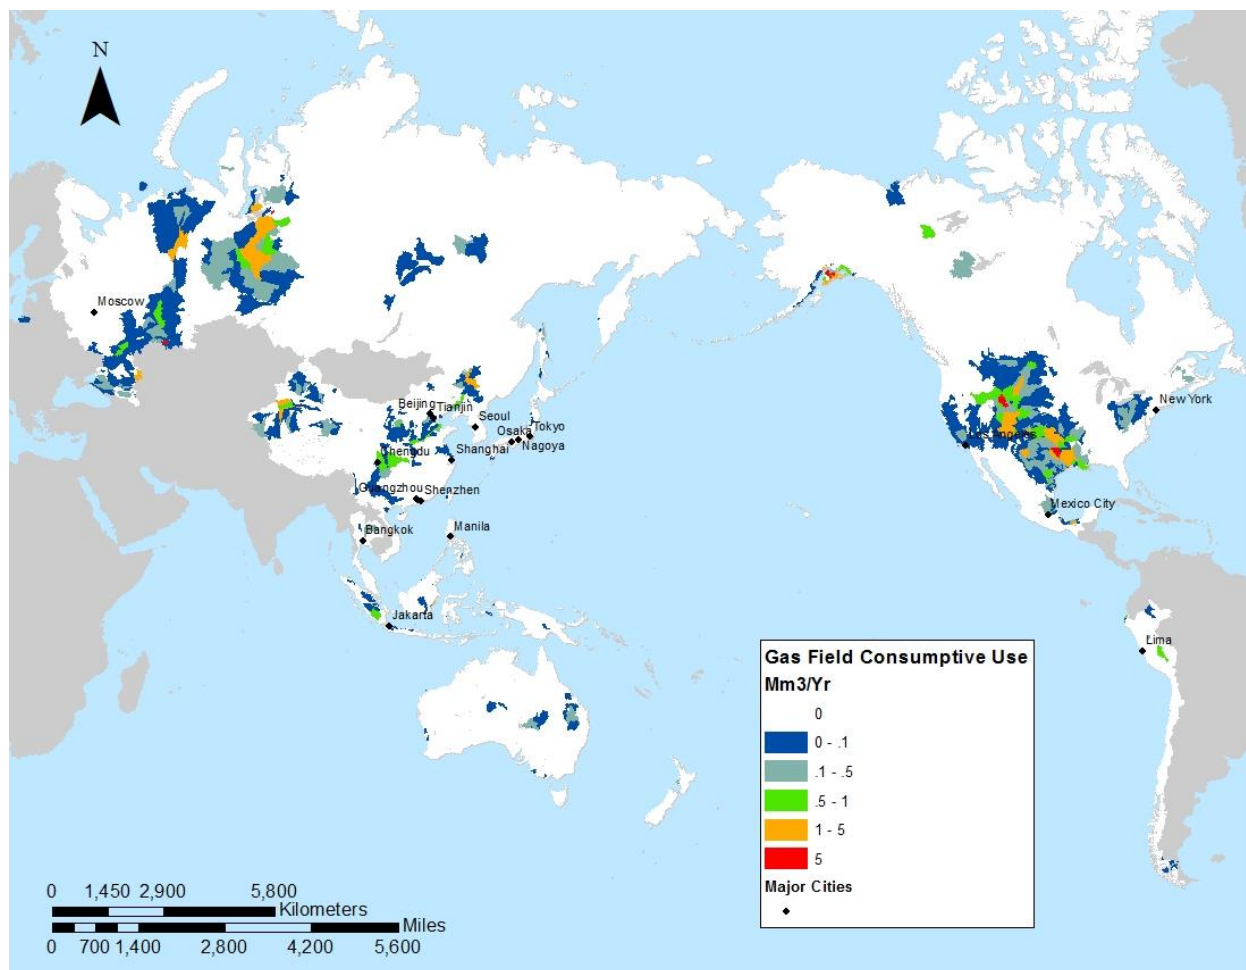 N
Moscow
New York
Beijing
Tianjin
Seoul
Tokyo
Osaka
Nagoya
Los Angeles
Chengdu
Shanghai
Guangzhou
Shenzhen
Mexico City
Bangkok
Manila
Jakarta
Lima
Gas Field Consumptive Use
Mm3/Yr
0
0 - .1
.1 - .5
.5 - 1
1 - 5
5
Major Cities
0 1,450 2,900 5,800
Kilometers
Miles
0 700 1,400 2,800 4,200 5,600